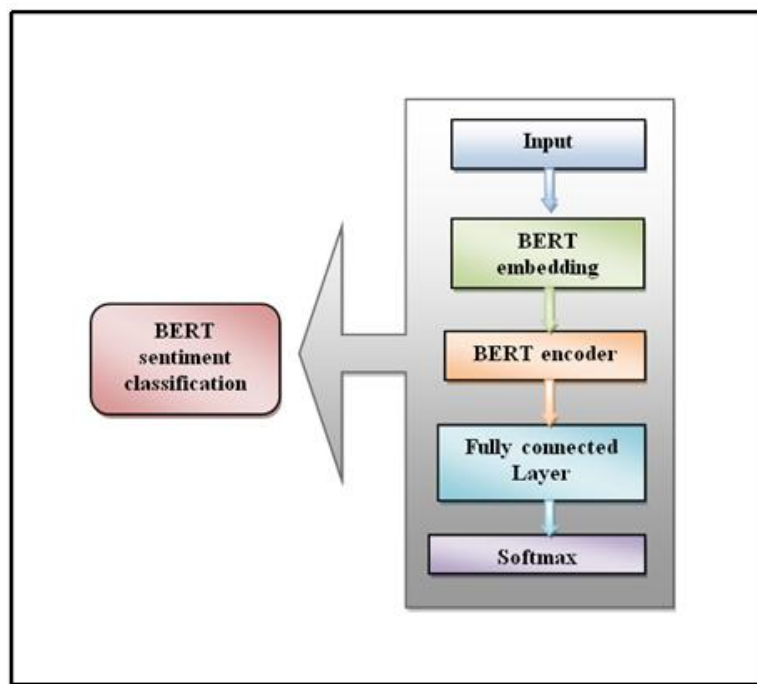 Input
BERT
embedding
BERT encoder
Fully connected
Layer
Softmax
BERT
sentiment
classification